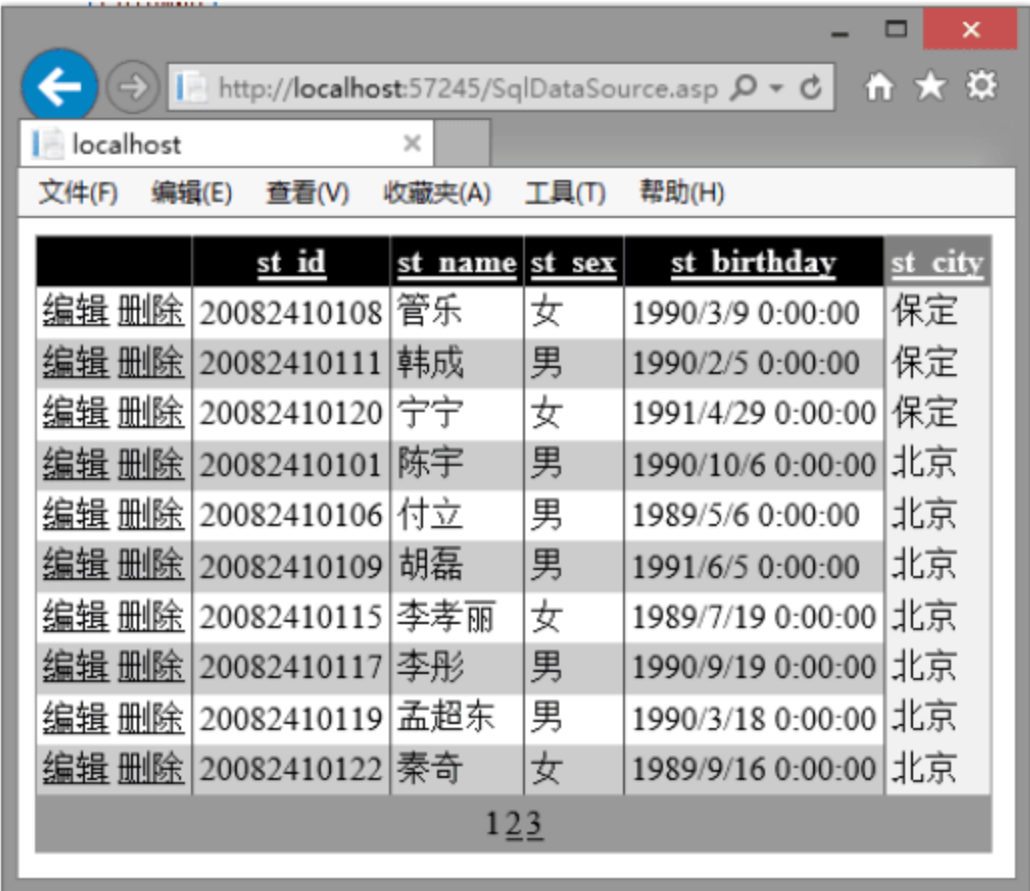 http://localhost:57245/SqlDataSource.asp
localhost
文件(F) 编辑(E) 查看(V) 收藏夹(A) 工具(T) 帮助(H)
st_id st_name st_sex st_birthday st_city
编辑 删除 20082410108 管乐 女 1990/3/9 0:00:00 保定
编辑 删除 20082410111 韩成 男 1990/2/5 0:00:00 保定
编辑 删除 20082410120 宁宁 女 1991/4/29 0:00:00 保定
编辑 删除 20082410101 陈宇 男 1990/10/6 0:00:00 北京
编辑 删除 20082410106 付立 男 1989/5/6 0:00:00 北京
编辑 删除 20082410109 胡磊 男 1991/6/5 0:00:00 北京
编辑 删除 20082410115 李孝丽 女 1989/7/19 0:00:00 北京
编辑 删除 20082410117 李彤 男 1990/9/19 0:00:00 北京
编辑 删除 20082410119 孟超东 男 1990/3/18 0:00:00 北京
编辑 删除 20082410122 秦奇 女 1989/9/16 0:00:00 北京
1 2 3